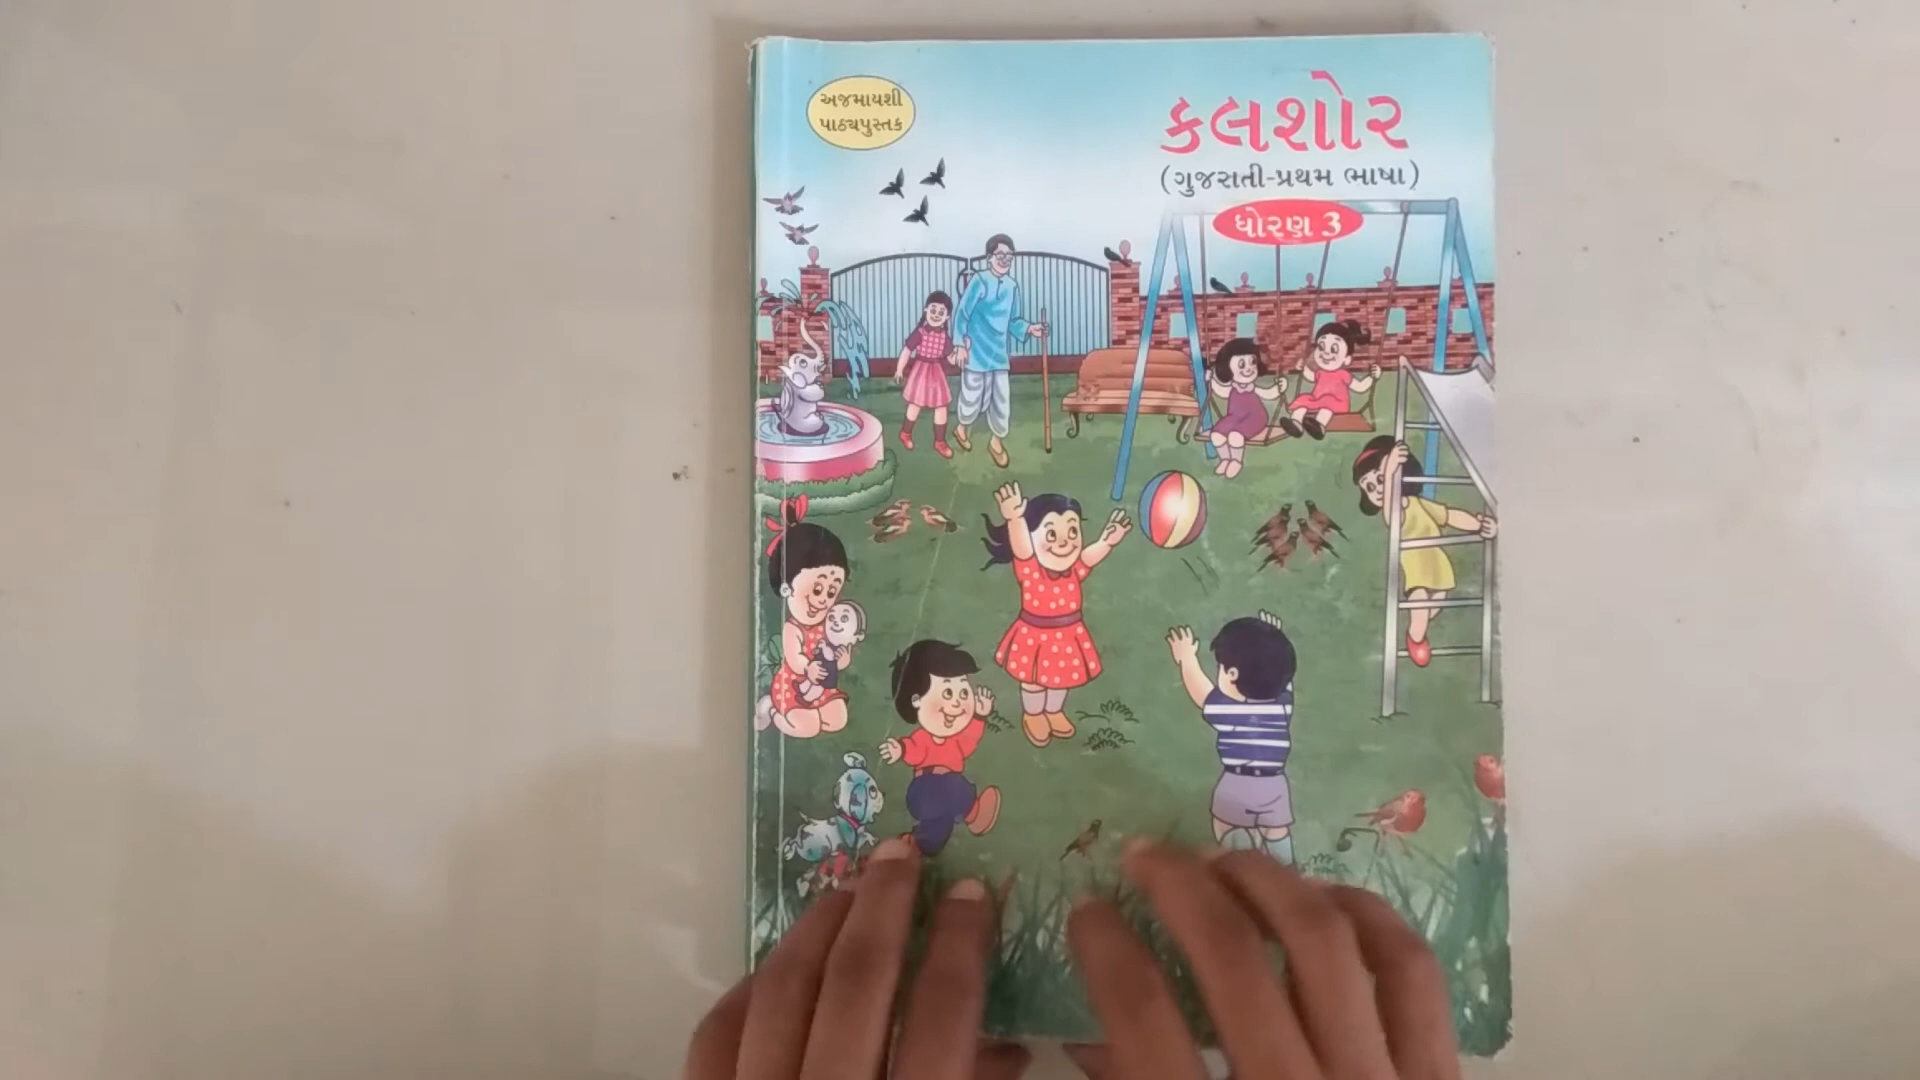 અજમાયશી
પાઠ્યપુસ્તક
કલશોર
(ગુજરાતી-પ્રથમ ભાષા)
ધોરણ 3